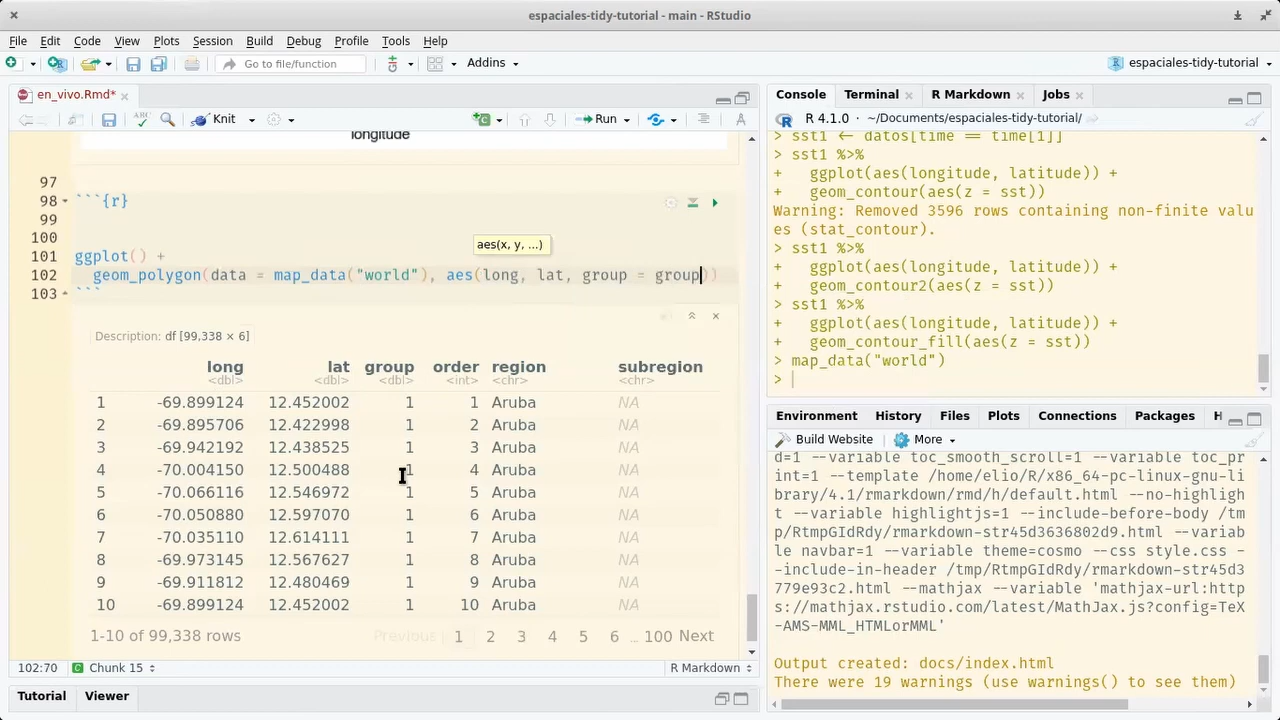 espaciales-tidy-tutorial - main - RStudio
File Edit Code View Plots Session Build Debug Profile Tools Help
Go to file/function Addins espaciales-tidy-tutorial
en_vivo.Rmd*
ABC Knit Run
longitude
97
98 ```{r}
99
100
aes(x, y, ...)
101 ggplot() +
102 geom_polygon(data = map_data("world"), aes(long, lat, group = group))
103 ```
Description: df [99,338 × 6]
long lat group order region subregion
<dbl> <dbl> <dbl> <int> <chr> <chr>
1 -69.899124 12.452002 1 1 Aruba NA
2 -69.895706 12.422998 1 2 Aruba NA
3 -69.942192 12.438525 1 3 Aruba NA
4 -70.004150 12.500488 1 4 Aruba NA
5 -70.066116 12.546972 1 5 Aruba NA
6 -70.050880 12.597070 1 6 Aruba NA
7 -70.035110 12.614111 1 7 Aruba NA
8 -69.973145 12.567627 1 8 Aruba NA
9 -69.911812 12.480469 1 9 Aruba NA
10 -69.899124 12.452002 1 10 Aruba NA
1-10 of 99,338 rows Previous 1 2 3 4 5 6 ... 100 Next
102:70 Chunk 15 R Markdown
Tutorial Viewer
Console Terminal R Markdown Jobs
R 4.1.0 · ~/Documents/espaciales-tidy-tutorial/
> sst1 <- datos[time == time[1]]
> sst1 %>%
+ ggplot(aes(longitude, latitude)) +
+ geom_contour(aes(z = sst))
Warning: Removed 3596 rows containing non-finite valu
es (stat_contour).
> sst1 %>%
+ ggplot(aes(longitude, latitude)) +
+ geom_contour2(aes(z = sst))
> sst1 %>%
+ ggplot(aes(longitude, latitude)) +
+ geom_contour_fill(aes(z = sst))
> map_data("world")
>
Environment History Files Plots Connections Packages H
Build Website More
d=1 --variable toc_smooth_scroll=1 --variable toc_pr
int=1 --template /home/elio/R/x86_64-pc-linux-gnu-li
brary/4.1/rmarkdown/rmd/h/default.html --no-highligh
t --variable highlightjs=1 --include-before-body /tm
p/RtmpGIdRdy/rmarkdown-str45d3636802d9.html --variab
le navbar=1 --variable theme=cosmo --css style.css -
-include-in-header /tmp/RtmpGIdRdy/rmarkdown-str45d3
779e93c2.html --mathjax --variable 'mathjax-url:http
s://mathjax.rstudio.com/latest/MathJax.js?config=TeX
-AMS-MML_HTMLorMML'
Output created: docs/index.html
There were 19 warnings (use warnings() to see them)